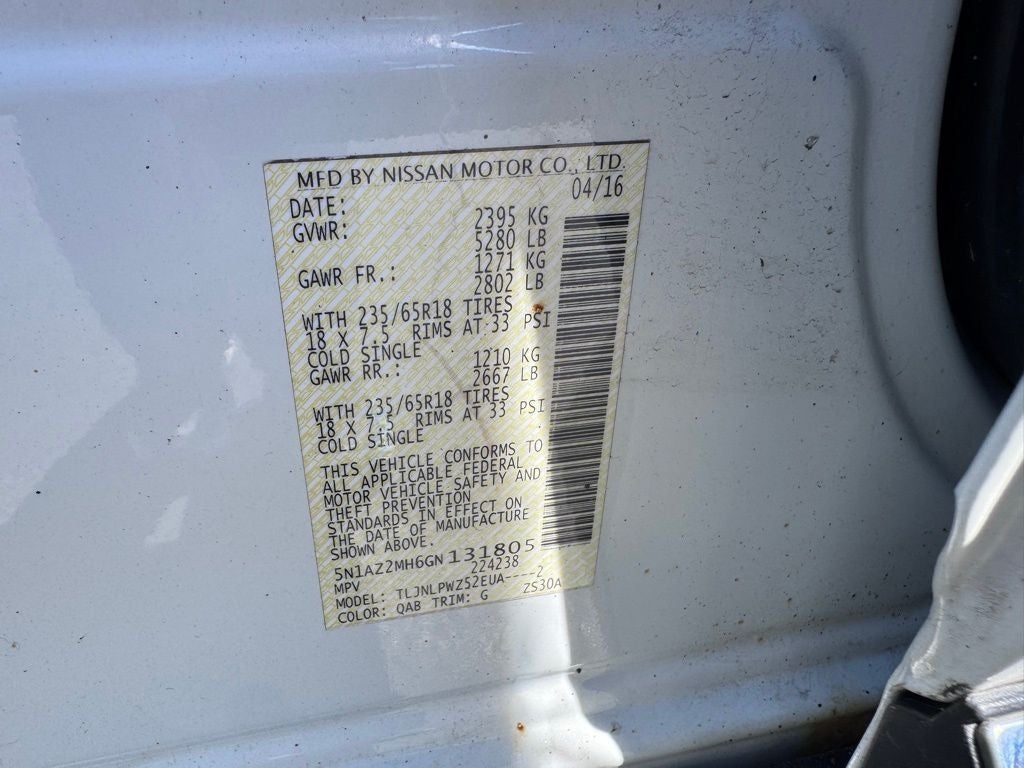 MFD BY NISSAN MOTOR CO., LTD.
DATE: 04/16
GVWR: 2395 KG
5280 LB
GAWR FR.: 1271 KG
2802 LB
WITH 235/65R18 TIRES
18 X 7.5 RIMS AT 33 PSI
COLD SINGLE
GAWR RR.: 1210 KG
2667 LB
WITH 235/65R18 TIRES
18 X 7.5 RIMS AT 33 PSI
COLD SINGLE
THIS VEHICLE CONFORMS TO
ALL APPLICABLE FEDERAL
MOTOR VEHICLE SAFETY AND
THEFT PREVENTION
STANDARDS IN EFFECT ON
THE DATE OF MANUFACTURE
SHOWN ABOVE.
5N1AZ2MH6GN131805
MPV 224238
MODEL: TLJNLPWZ52EUA----2
COLOR: QAB TRIM: G ZS30A